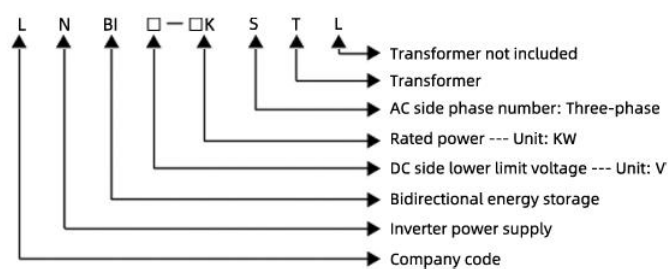 L N BI □ — □K S T L
Transformer not included
Transformer
AC side phase number: Three-phase
Rated power --- Unit: KW
DC side lower limit voltage --- Unit: V
Bidirectional energy storage
Inverter power supply
Company code